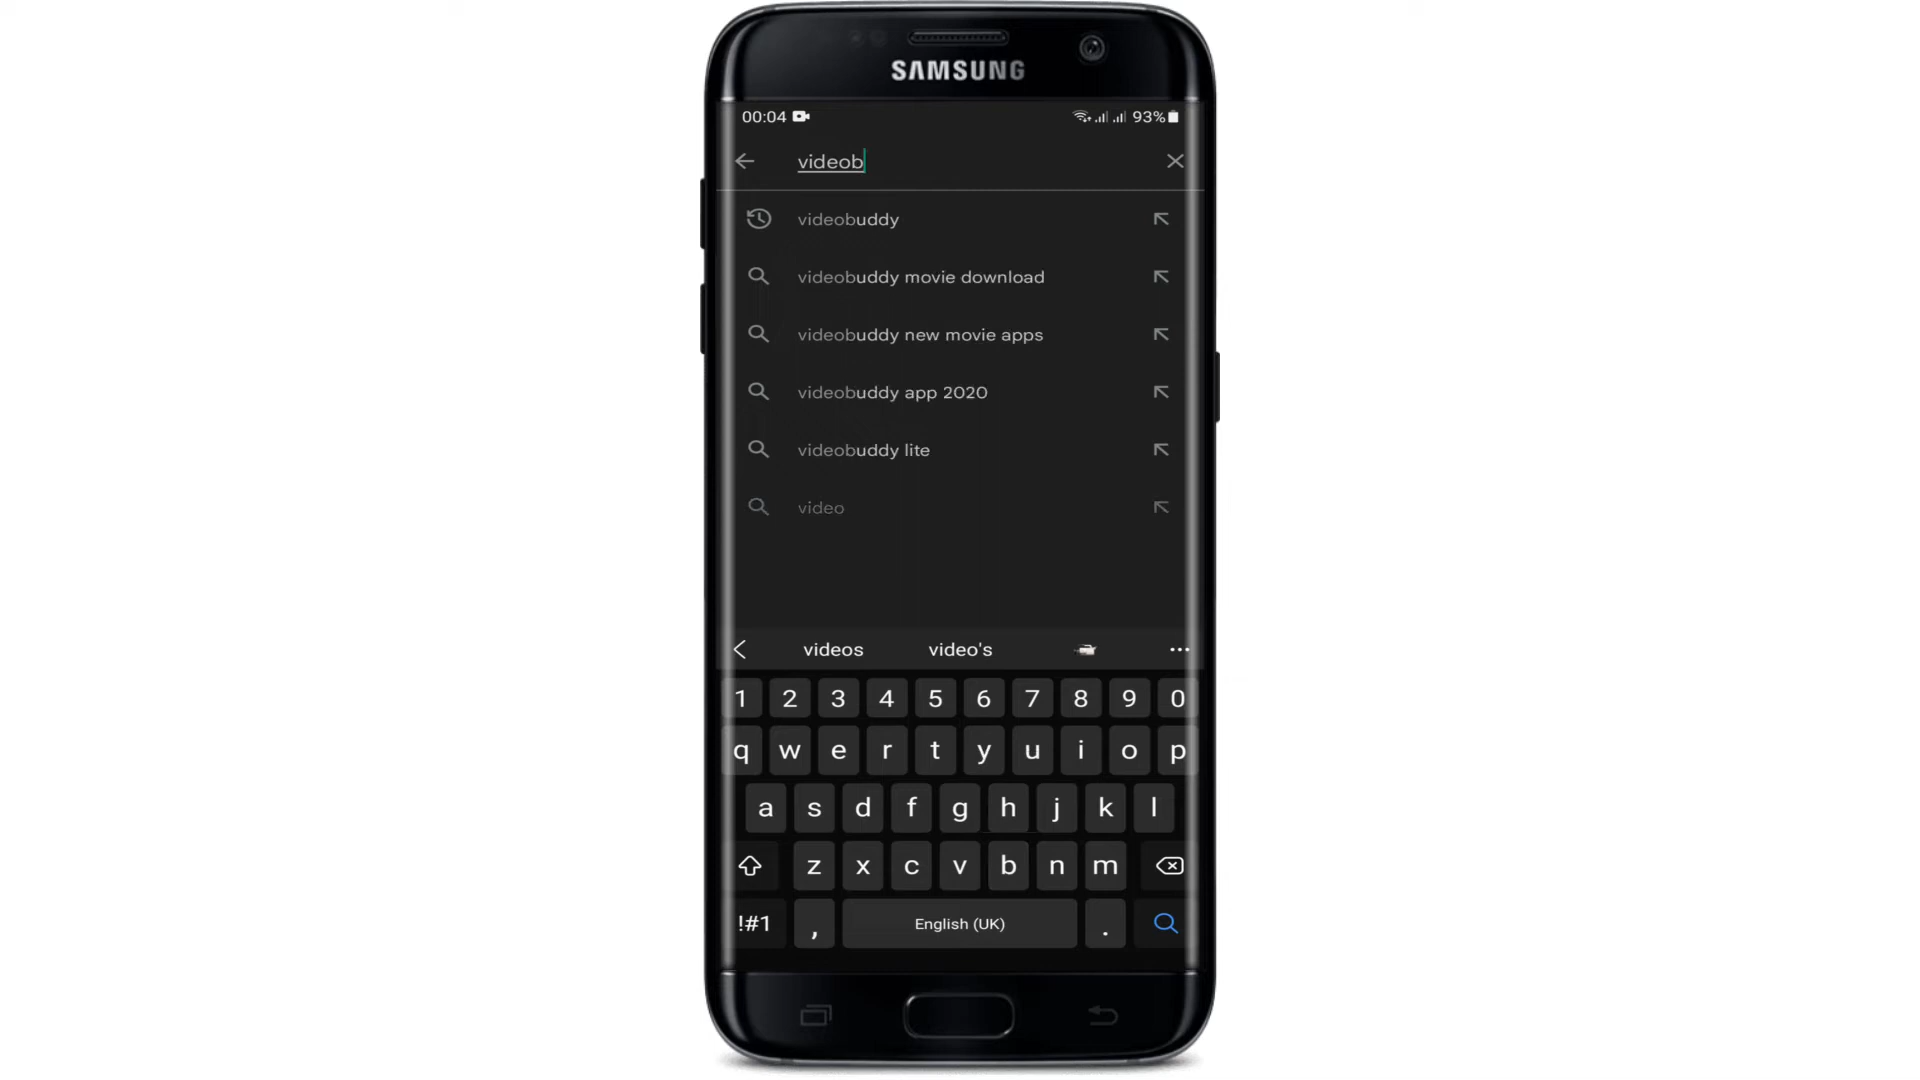 SAMSUNG
00:04 93%
videob
videobuddy
videobuddy movie download
videobuddy new movie apps
videobuddy app 2020
videobuddy lite
video
videos video's
1 2 3 4 5 6 7 8 9 0
q w e r t y u i o p
a s d f g h j k l
z x c v b n m
!#1 , English (UK) .